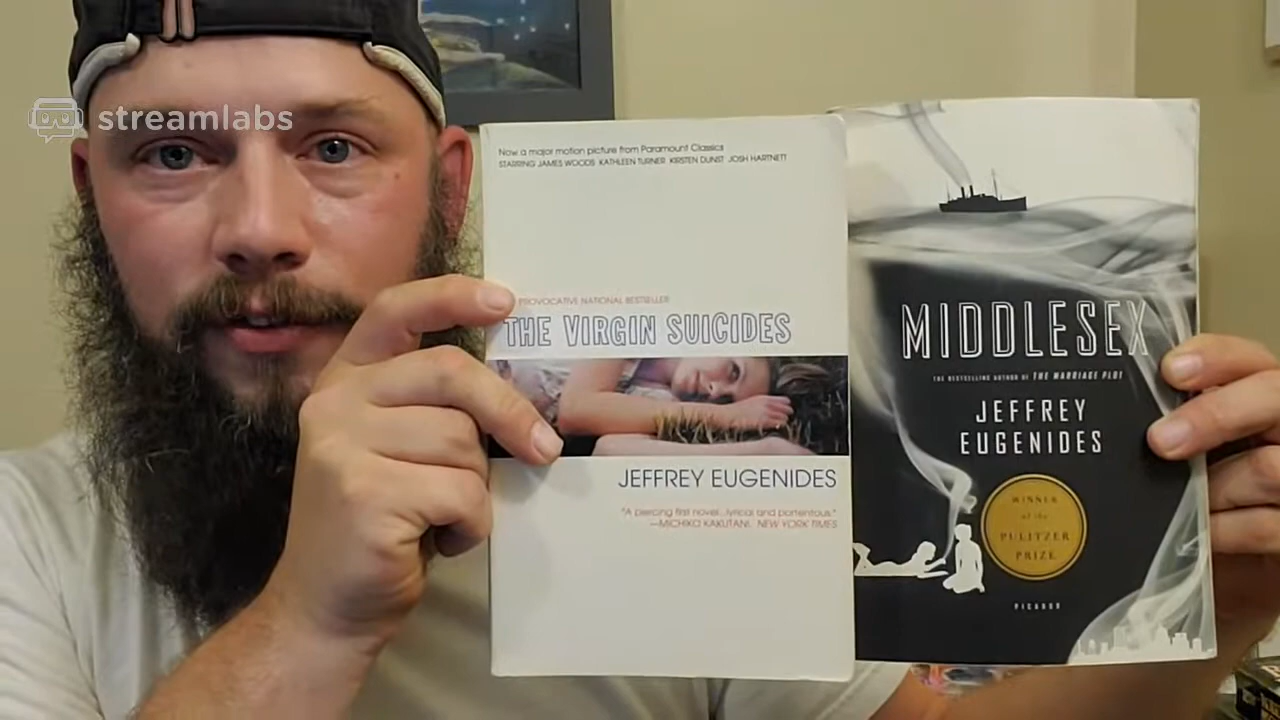 streamlabs
Now a major motion picture from Paramount Classics
STARRING JAMES WOODS KATHLEEN TURNER KIRSTEN DUNST JOSH HARTNETT
PROVOCATIVE NATIONAL BESTSELLER
THE VIRGIN SUICIDES
JEFFREY EUGENIDES
"A piercing first novel...lyrical and portentous."
—MICHIKO KAKUTANI, NEW YORK TIMES
MIDDLESEX
THE BESTSELLING AUTHOR OF THE MARRIAGE PLOT
JEFFREY
EUGENIDES
WINNER
of the
PULITZER
PRIZE
PICADOR